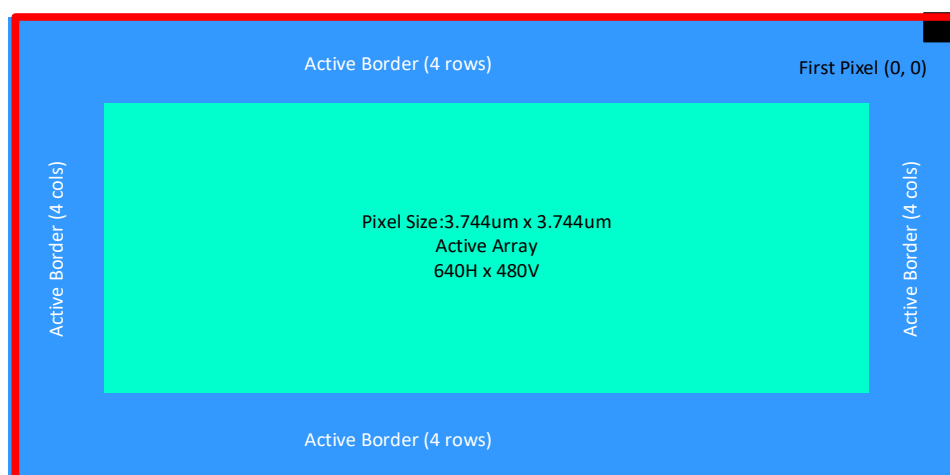 Active Border (4 rows)
First Pixel (0, 0)
Active Border (4 cols)
Pixel Size:3.744um x 3.744um
Active Array
640H x 480V
Active Border (4 cols)
Active Border (4 rows)